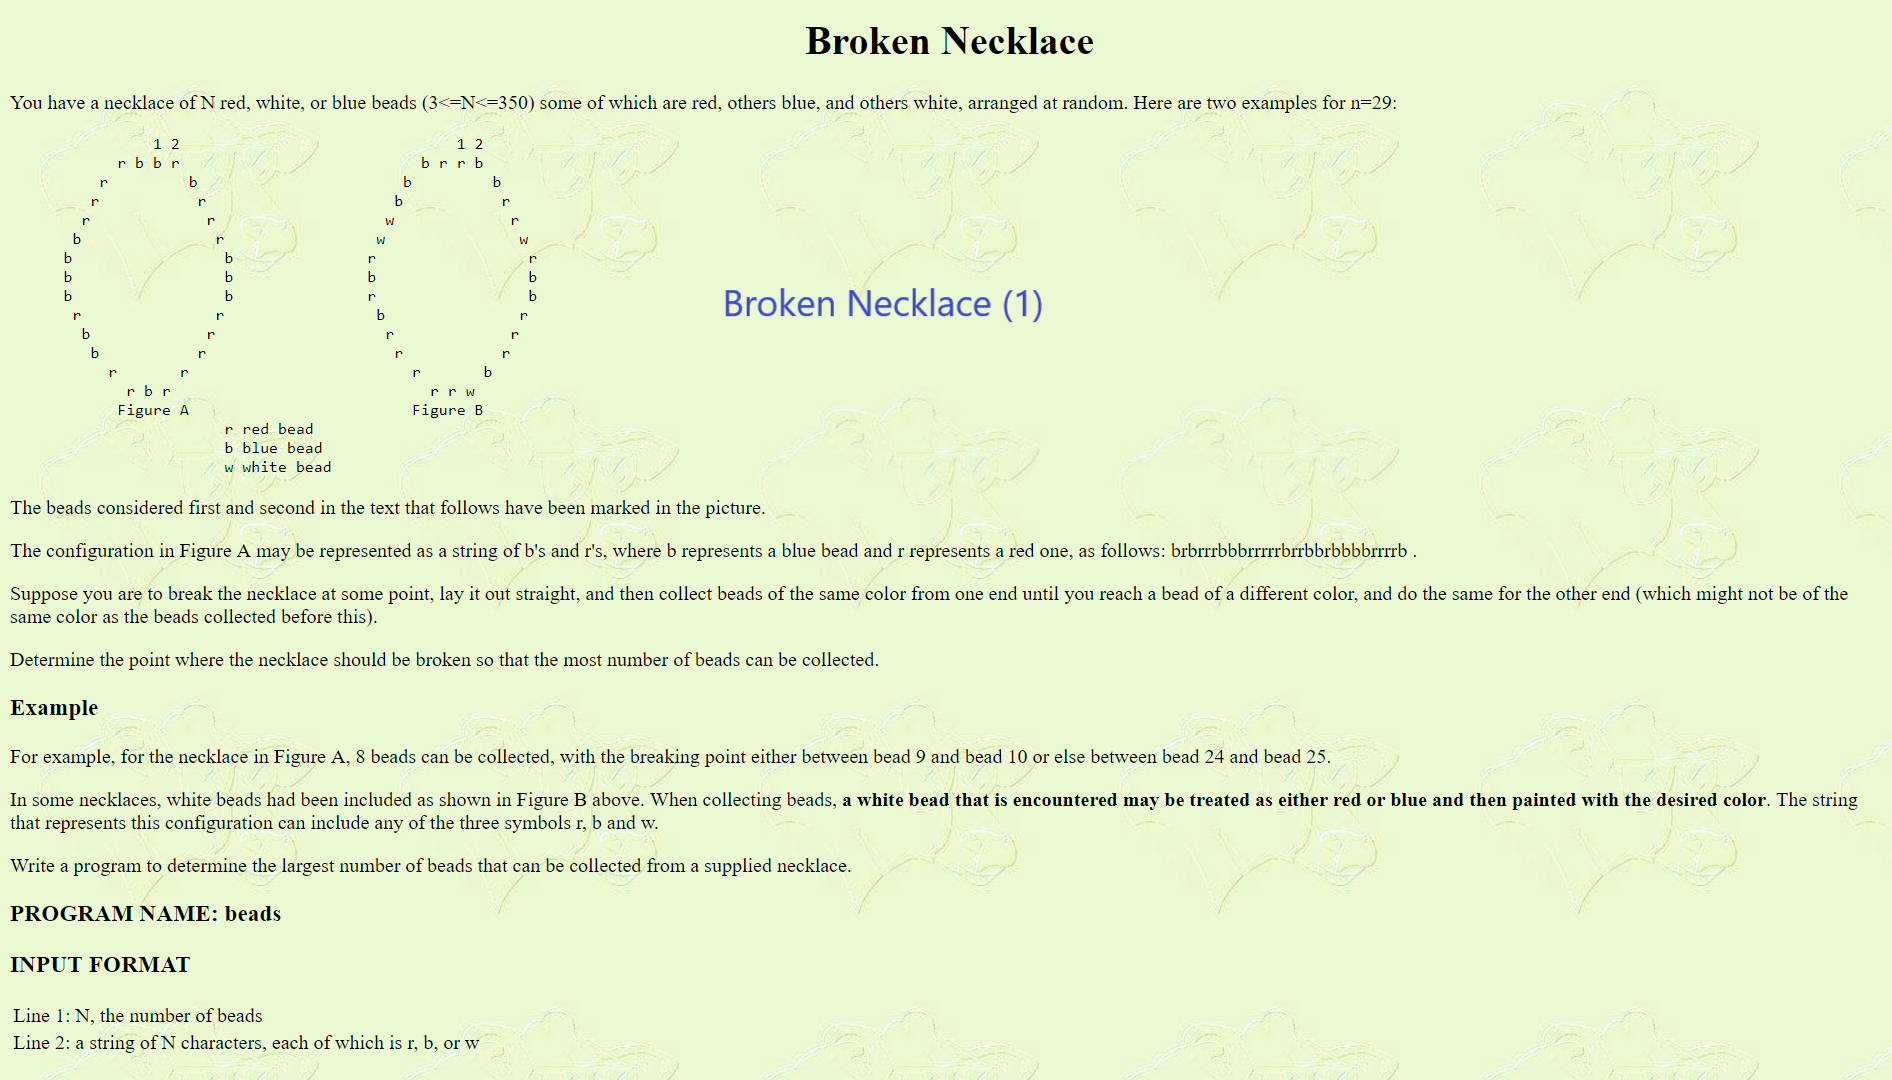 Broken Necklace
You have a necklace of N red, white, or blue beads (3<=N<=350) some of which are red, others blue, and others white, arranged at random. Here are two examples for n=29:
1 2 1 2
r b b r b r r b
r b b b
r r b r
r r w r
b r w w
b b r r
b b b b
b b r b
r r b r
b r r r
b r r r
r r r b
r b r r r w
Figure A Figure B
r red bead
b blue bead
w white bead
Broken Necklace (1)
The beads considered first and second in the text that follows have been marked in the picture.
The configuration in Figure A may be represented as a string of b's and r's, where b represents a blue bead and r represents a red one, as follows: brbrrrbbbrrrrrbrrbbrbbbbrrrrb .
Suppose you are to break the necklace at some point, lay it out straight, and then collect beads of the same color from one end until you reach a bead of a different color, and do the same for the other end (which might not be of the
same color as the beads collected before this).
Determine the point where the necklace should be broken so that the most number of beads can be collected.
Example
For example, for the necklace in Figure A, 8 beads can be collected, with the breaking point either between bead 9 and bead 10 or else between bead 24 and bead 25.
In some necklaces, white beads had been included as shown in Figure B above. When collecting beads, a white bead that is encountered may be treated as either red or blue and then painted with the desired color. The string
that represents this configuration can include any of the three symbols r, b and w.
Write a program to determine the largest number of beads that can be collected from a supplied necklace.
PROGRAM NAME: beads
INPUT FORMAT
Line 1: N, the number of beads
Line 2: a string of N characters, each of which is r, b, or w